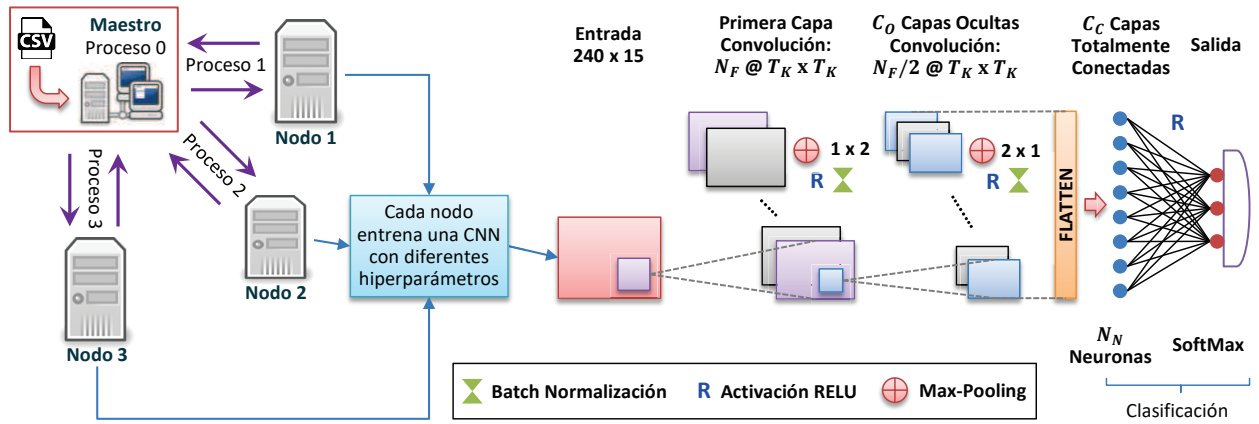 CSV
Maestro
Proceso 0
Proceso 1
Nodo 1
Proceso 2
Nodo 2
Proceso 3
Nodo 3
Cada nodo
entrena una CNN
con diferentes
hiperparámetros
Entrada
240 x 15
Primera Capa
Convolución:
N_F @ T_K x T_K
1 x 2
R
C_O Capas Ocultas
Convolución:
N_F/2 @ T_K x T_K
2 x 1
R
FLATTEN
C_C Capas
Totalmente
Conectadas
R
Salida
N_N
Neuronas
SoftMax
Clasificación
Batch Normalización
R Activación RELU
Max-Pooling